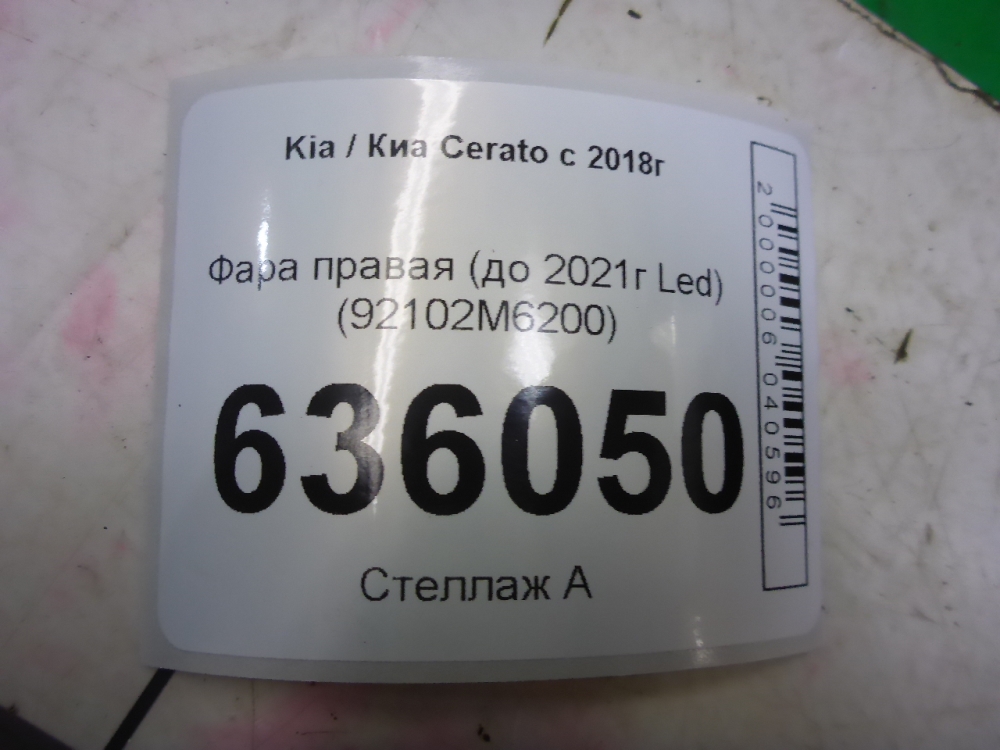 Kia / Киа Cerato с 2018г
Фара правая (до 2021г Led)
(92102M6200)
636050
Стеллаж А
2000006040596